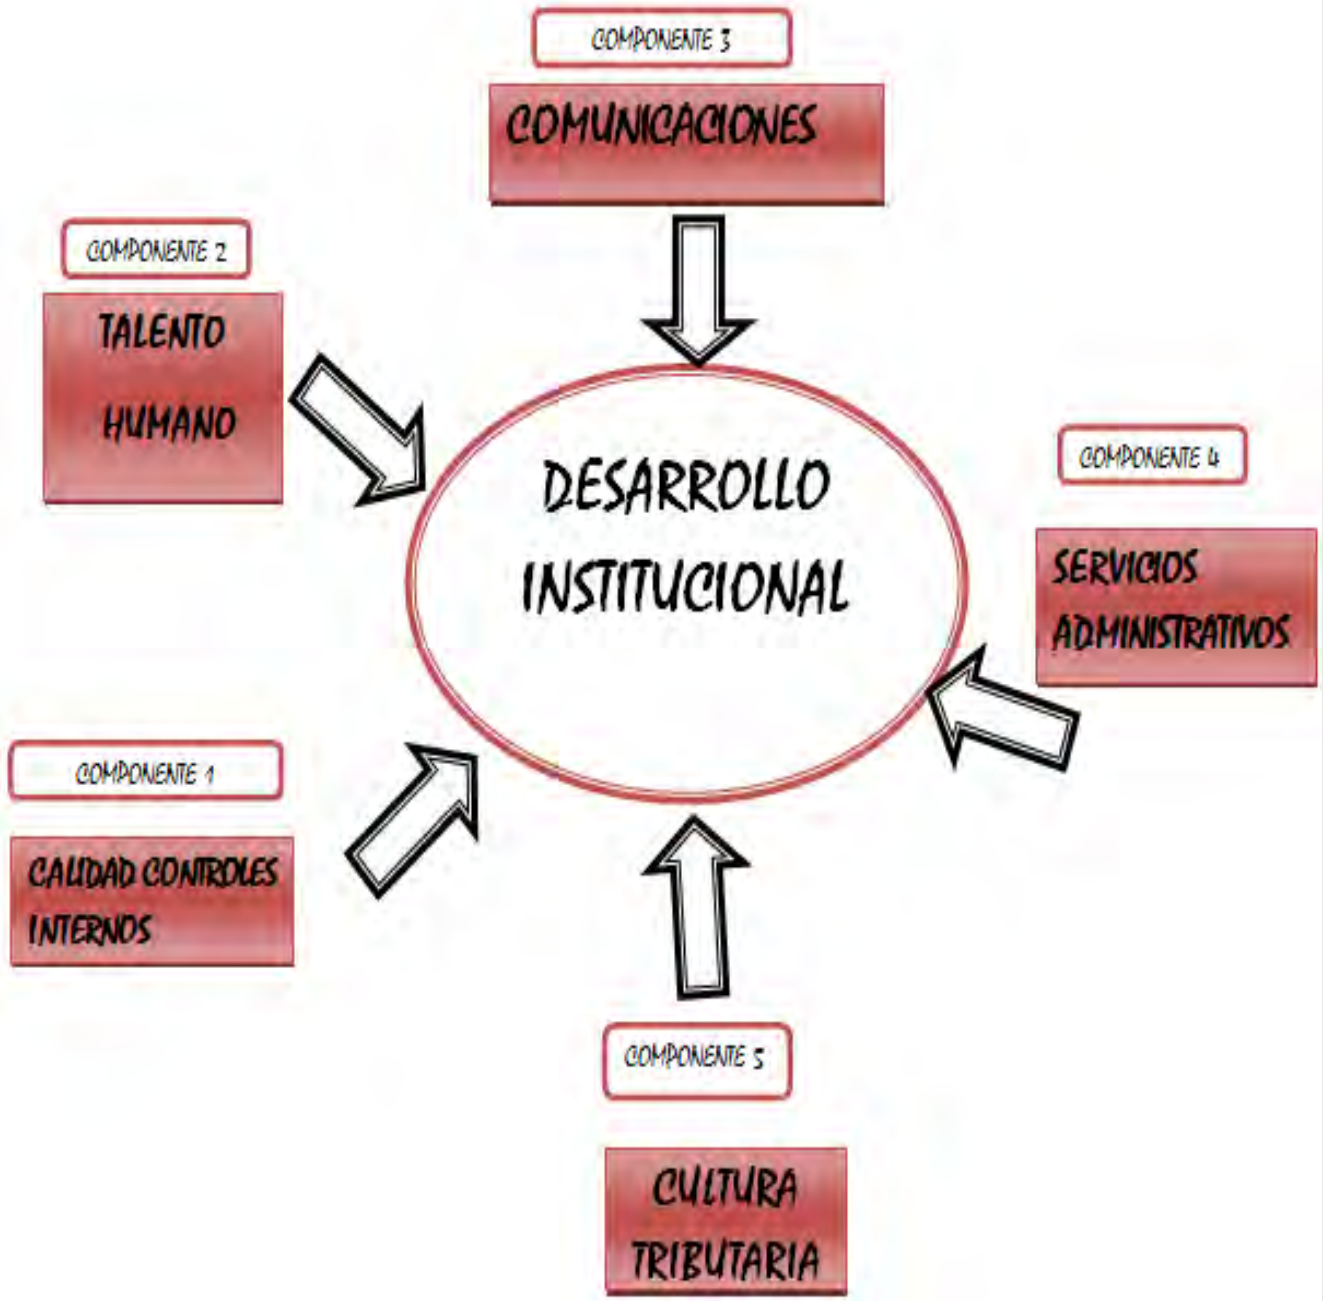 COMPONENTE 3
COMUNICACIONES
COMPONENTE 2
TALENTO
HUMANO
DESARROLLO
INSTITUCIONAL
COMPONENTE 4
SERVICIOS
ADMINISTRATIVOS
COMPONENTE 1
CALIDAD CONTROLES
INTERNOS
COMPONENTE 5
CULTURA
TRIBUTARIA